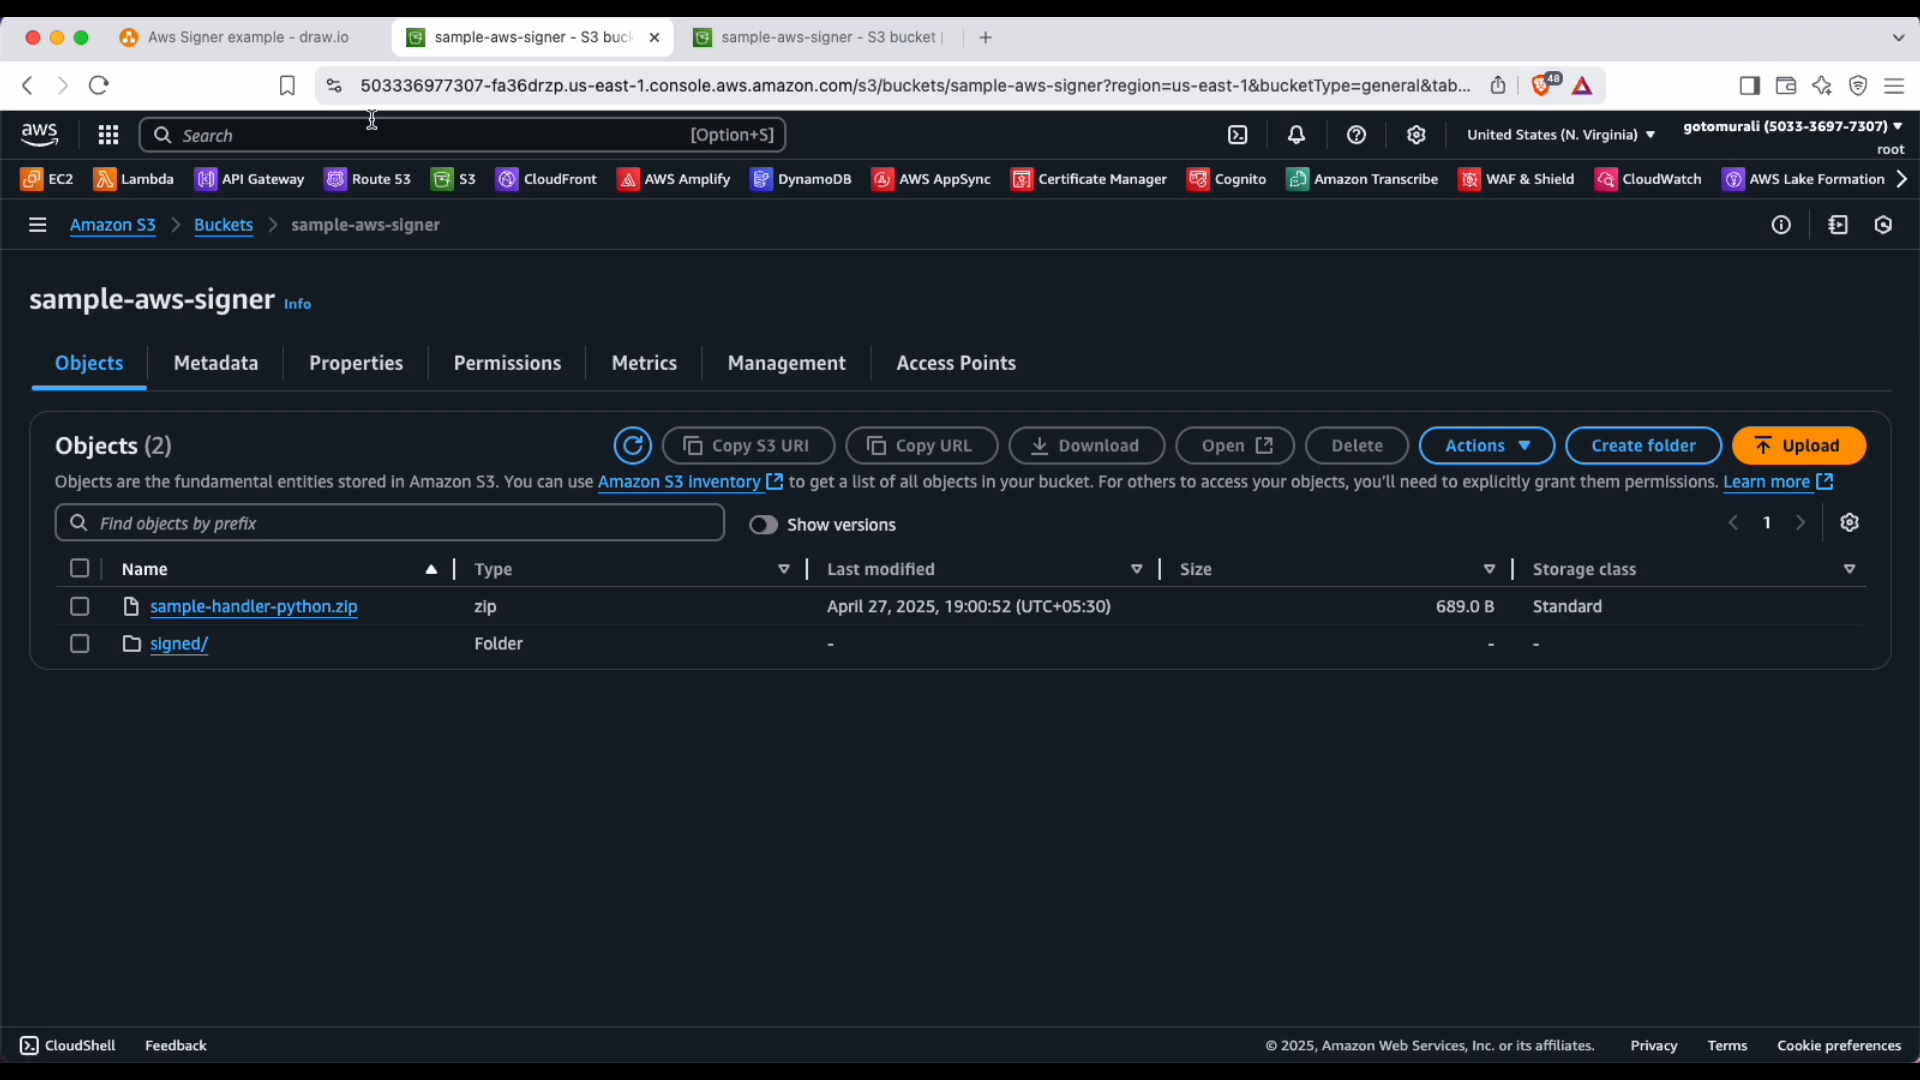 Aws Signer example - draw.io
sample-aws-signer - S3 buc
sample-aws-signer - S3 bucket |
503336977307-fa36drzp.us-east-1.console.aws.amazon.com/s3/buckets/sample-aws-signer?region=us-east-1&bucketType=general&tab...
48
aws
Search
[Option+S]
United States (N. Virginia)
gotomurali (5033-3697-7307)
root
EC2
Lambda
API Gateway
Route 53
S3
CloudFront
AWS Amplify
DynamoDB
AWS AppSync
Certificate Manager
Cognito
Amazon Transcribe
WAF & Shield
CloudWatch
AWS Lake Formation
Amazon S3
Buckets
sample-aws-signer
sample-aws-signer Info
Objects
Metadata
Properties
Permissions
Metrics
Management
Access Points
Objects (2)
Copy S3 URI
Copy URL
Download
Open
Delete
Actions
Create folder
Upload
Objects are the fundamental entities stored in Amazon S3. You can use Amazon S3 inventory to get a list of all objects in your bucket. For others to access your objects, you'll need to explicitly grant them permissions. Learn more
Find objects by prefix
Show versions
1
Name
Type
Last modified
Size
Storage class
sample-handler-python.zip
zip
April 27, 2025, 19:00:52 (UTC+05:30)
689.0 B
Standard
signed/
Folder
-
-
-
CloudShell
Feedback
© 2025, Amazon Web Services, Inc. or its affiliates.
Privacy
Terms
Cookie preferences